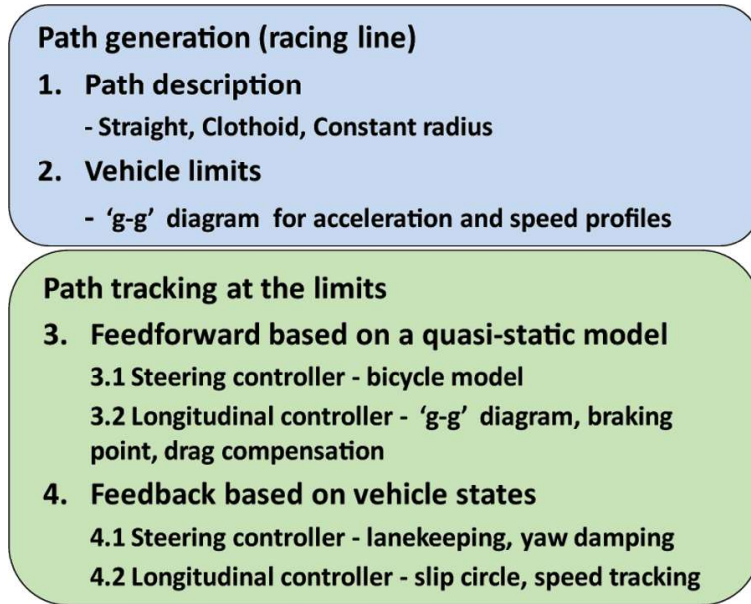 Path generation (racing line)
1. Path description
- Straight, Clothoid, Constant radius
2. Vehicle limits
- ‘g-g’ diagram for acceleration and speed profiles
Path tracking at the limits
3. Feedforward based on a quasi-static model
3.1 Steering controller - bicycle model
3.2 Longitudinal controller - ‘g-g’ diagram, braking
point, drag compensation
4. Feedback based on vehicle states
4.1 Steering controller - lanekeeping, yaw damping
4.2 Longitudinal controller - slip circle, speed tracking